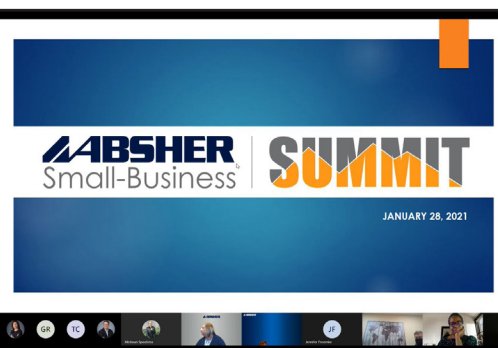 ABSHER
Small-Business
SUMMIT
JANUARY 28, 2021
GR
TC
JF